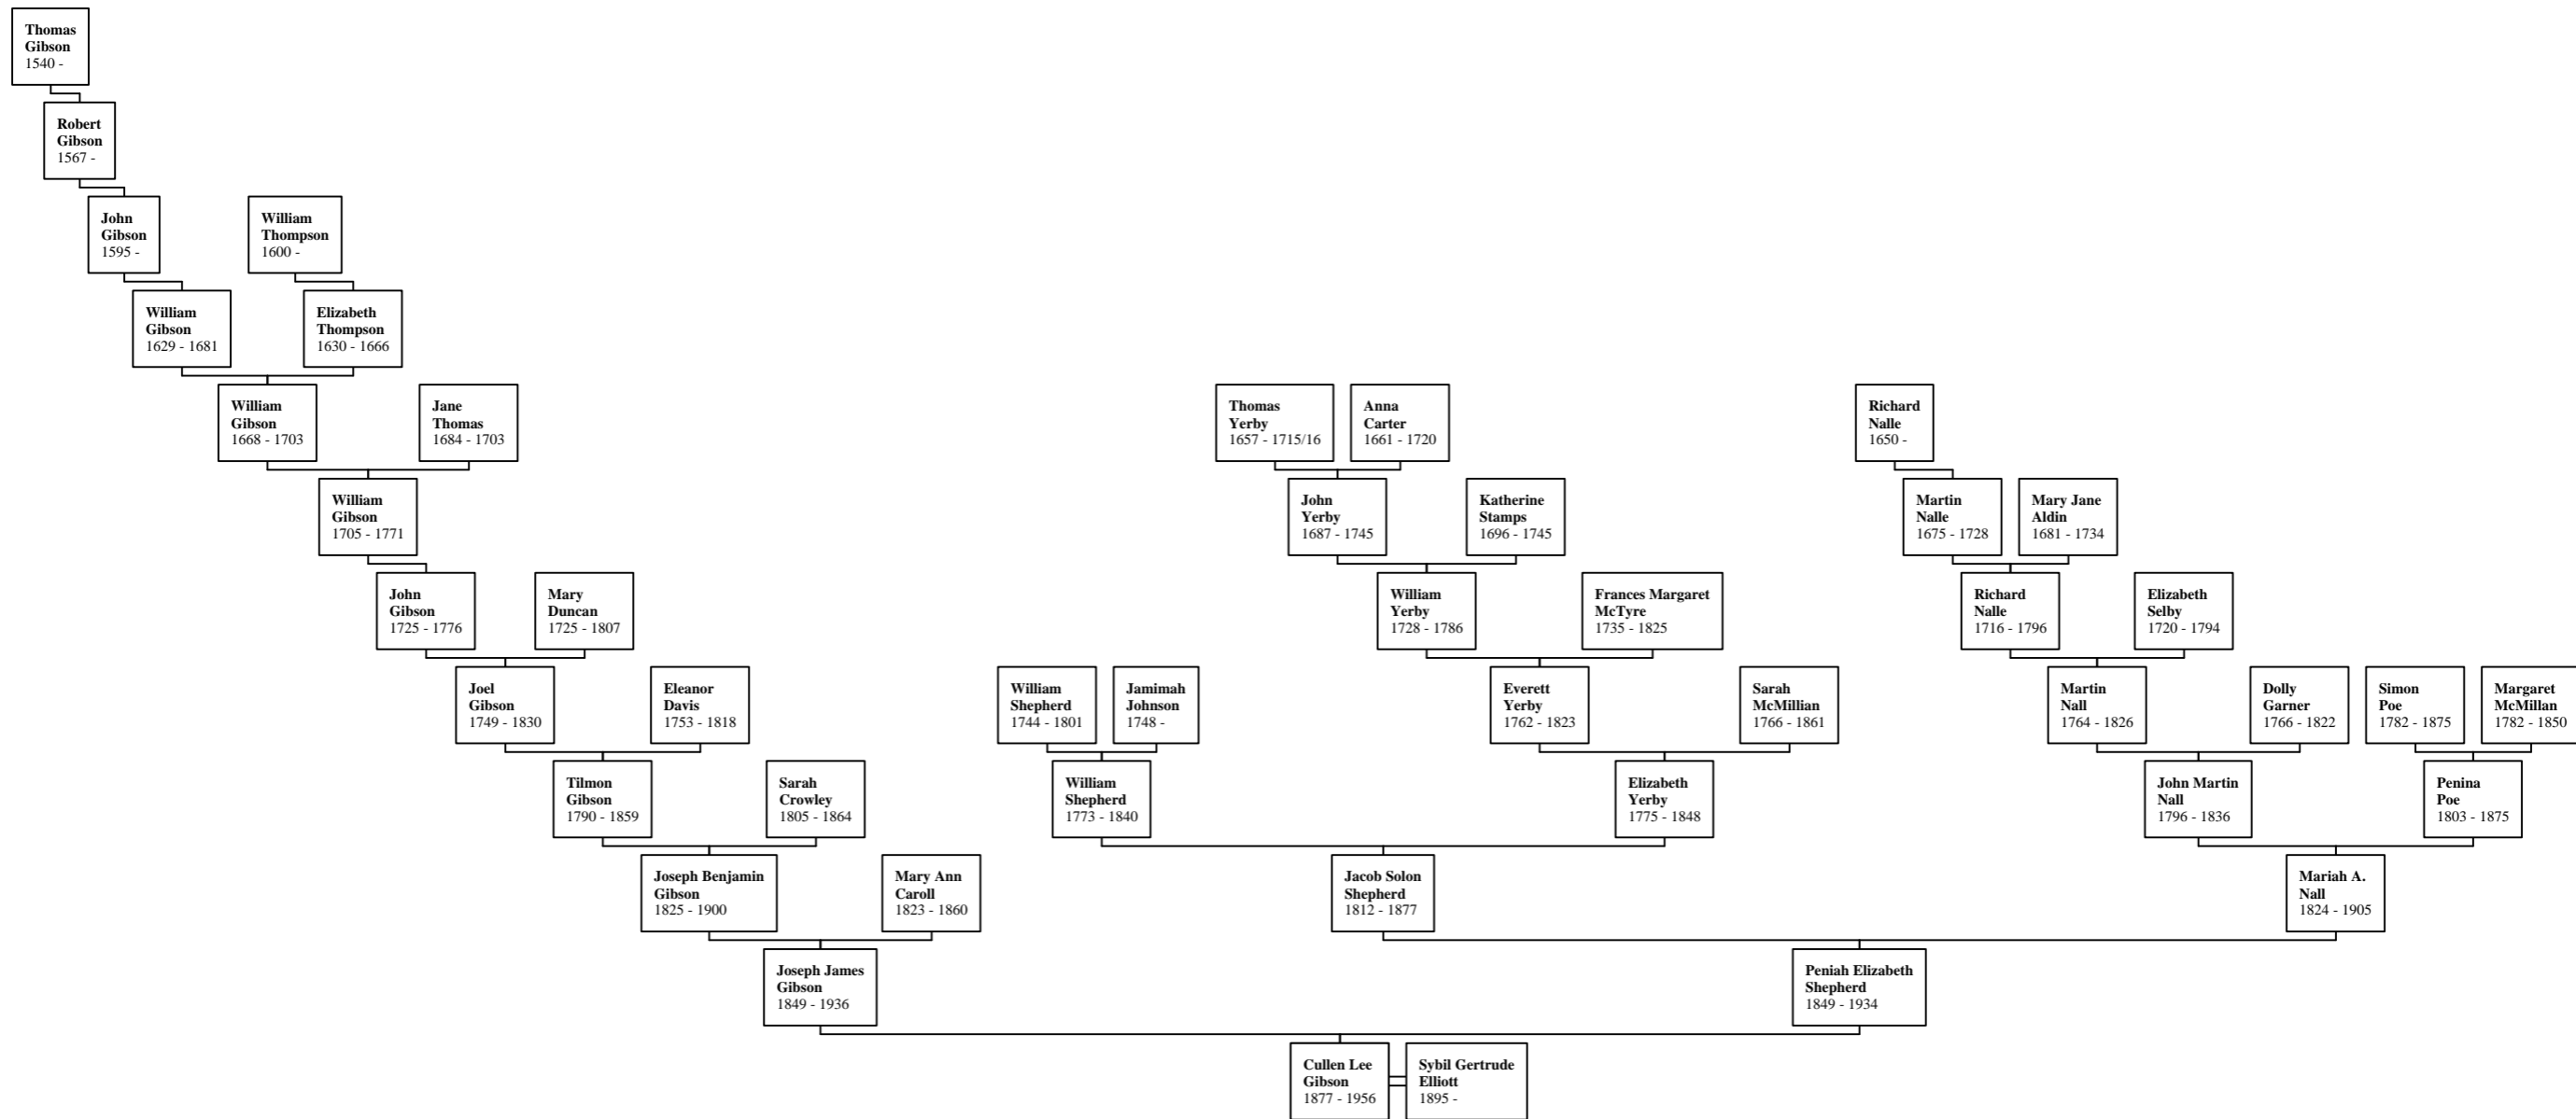 Thomas
Gibson
1540 -
Robert
Gibson
1567 -
John
Gibson
1595 -
William
Thompson
1600 -
William
Gibson
1629 - 1681
Elizabeth
Thompson
1630 - 1666
William
Gibson
1668 - 1703
Jane
Thomas
1684 - 1703
Thomas
Yerby
1657 - 1715/16
Anna
Carter
1661 - 1720
Richard
Nalle
1650 -
William
Gibson
1705 - 1771
John
Yerby
1687 - 1745
Katherine
Stamps
1696 - 1745
Martin
Nalle
1675 - 1728
Mary Jane
Aldin
1681 - 1734
John
Gibson
1725 - 1776
Mary
Duncan
1725 - 1807
William
Yerby
1728 - 1786
Frances Margaret
McTyre
1735 - 1825
Richard
Nalle
1716 - 1796
Elizabeth
Selby
1720 - 1794
Joel
Gibson
1749 - 1830
Eleanor
Davis
1753 - 1818
William
Shepherd
1744 - 1801
Jamimah
Johnson
1748 -
Everett
Yerby
1762 - 1823
Sarah
McMillian
1766 - 1861
Martin
Nall
1764 - 1826
Dolly
Garner
1766 - 1822
Simon
Poe
1782 - 1875
Margaret
McMillan
1782 - 1850
Tilmon
Gibson
1790 - 1859
Sarah
Crowley
1805 - 1864
William
Shepherd
1773 - 1840
Elizabeth
Yerby
1775 - 1848
John Martin
Nall
1796 - 1836
Penina
Poe
1803 - 1875
Joseph Benjamin
Gibson
1825 - 1900
Mary Ann
Caroll
1823 - 1860
Jacob Solon
Shepherd
1812 - 1877
Mariah A.
Nall
1824 - 1905
Joseph James
Gibson
1849 - 1936
Peniah Elizabeth
Shepherd
1849 - 1934
Cullen Lee
Gibson
1877 - 1956
Sybil Gertrude
Elliott
1895 -